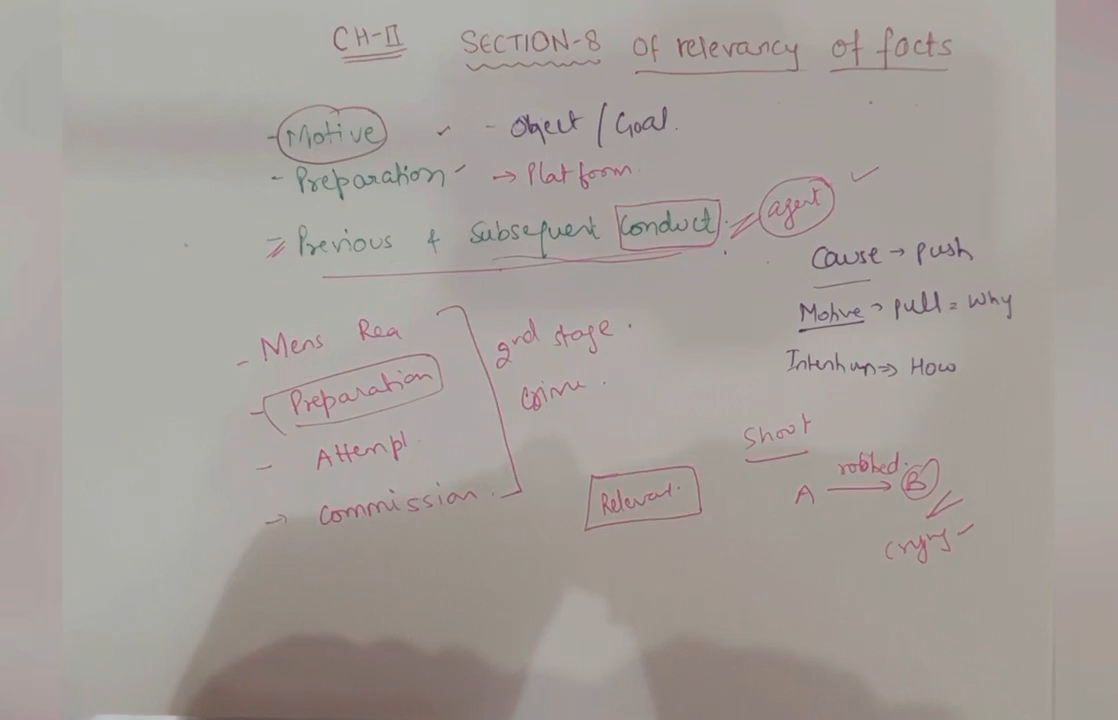 CH-II SECTION-8 of relevancy of facts
- Motive - Object / Goal.
- Preparation → Platform
Previous & Subsequent Conduct. agent
Cause → push
Motive → pull = Why
Intention ⇒ How
- Mens Rea
- Preparation
- Attempt
→ Commission.
2nd stage.
Crime.
Relevant.
Shoot
A robbed. B
Crying